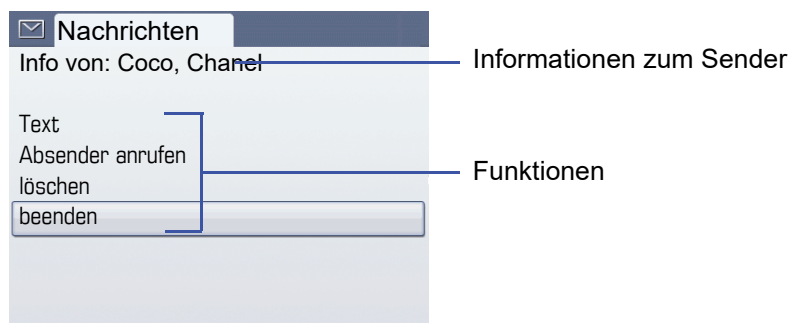 Nachrichten
Info von: Coco, Chanel
Informationen zum Sender
Text
Absender anrufen
löschen
beenden
Funktionen